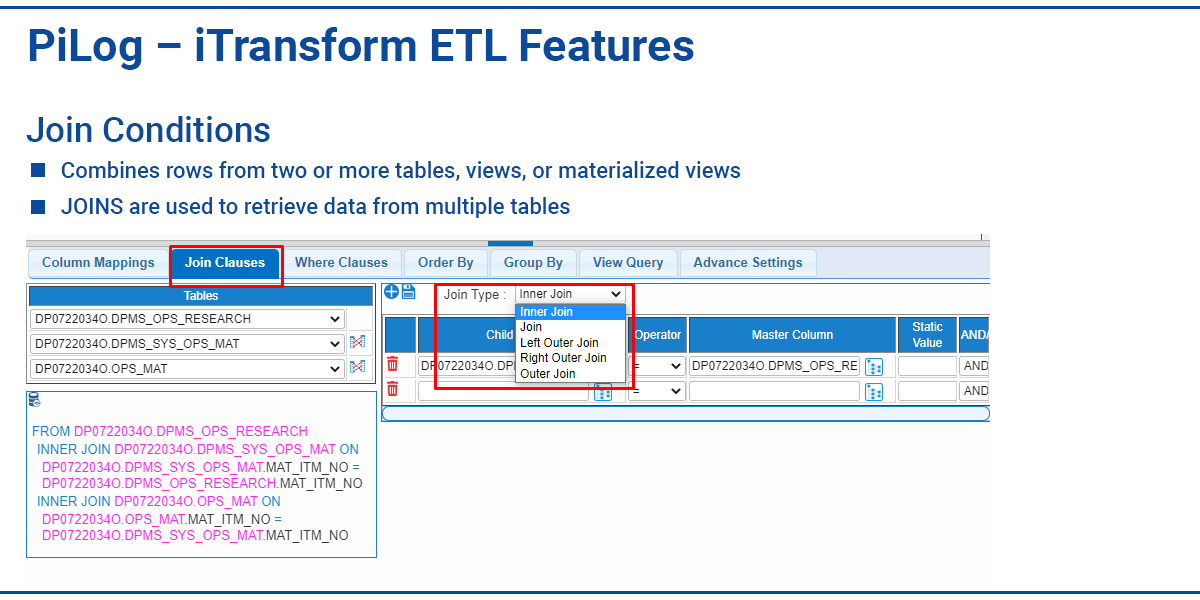 PiLog – iTransform ETL Features
Join Conditions
Combines rows from two or more tables, views, or materialized views
JOINS are used to retrieve data from multiple tables
Column Mappings Join Clauses Where Clauses Order By Group By View Query Advance Settings
Tables
DP0722034O.DPMS_OPS_RESEARCH
DP0722034O.DPMS_SYS_OPS_MAT
DP0722034O.OPS_MAT
FROM DP0722034O.DPMS_OPS_RESEARCH
INNER JOIN DP0722034O.DPMS_SYS_OPS_MAT ON
DP0722034O.DPMS_SYS_OPS_MAT.MAT_ITM_NO =
DP0722034O.DPMS_OPS_RESEARCH.MAT_ITM_NO
INNER JOIN DP0722034O.OPS_MAT ON
DP0722034O.OPS_MAT.MAT_ITM_NO =
DP0722034O.DPMS_SYS_OPS_MAT.MAT_ITM_NO
Join Type : Inner Join
Inner Join
Join
Left Outer Join
Right Outer Join
Outer Join
Child Operator Master Column Static Value AND/
DP0722034O.DP = DP0722034O.DPMS_OPS_RE AND
= AND